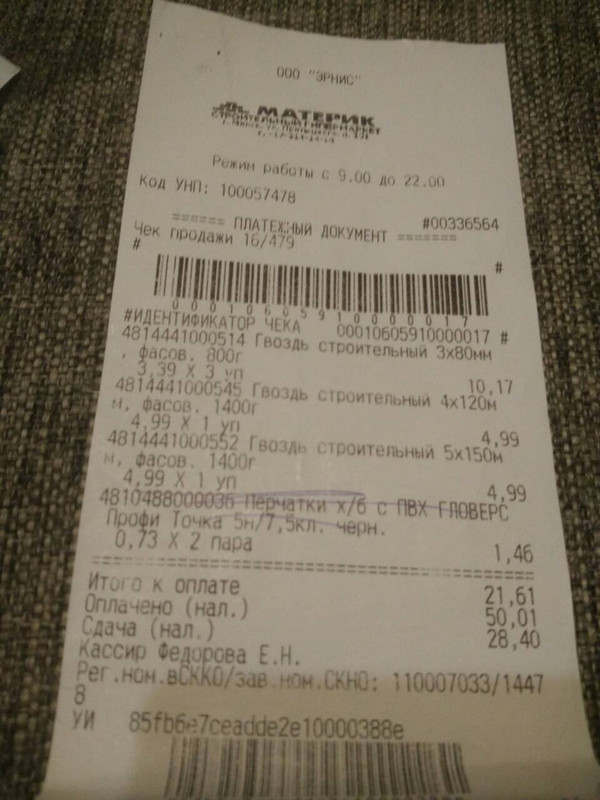 ООО "ЭРНИС"
МАТЕРИК
СТРОИТЕЛЬНЫЙ ГИПЕРМАРКЕТ
Режим работы с 9.00 до 22.00
Код УНП: 100057478
#00336564
====== ПЛАТЕЖНЫЙ ДОКУМЕНТ =======
Чек продажи 16/479
# #
00010605910000017
#ИДЕНТИФИКАТОР ЧЕКА 00010605910000017 #
4814441000514 Гвоздь строительный 3х80мм
, фасов. 800г
3,39 X 3 уп 10,17
4814441000545 Гвоздь строительный 4х120м
м, фасов. 1400г
4,99 X 1 уп 4,99
4814441000552 Гвоздь строительный 5х150м
м, фасов. 1400г
4,99 X 1 уп 4,99
4810488000036 Перчатки х/б с ПВХ ГЛОВЕРС
Профи Точка 5н/7,5кл. черн.
0,73 X 2 пара 1,46
Итого к оплате 21,61
Оплачено (нал.) 50,01
Сдача (нал.) 28,40
Кассир Федорова Е.Н.
Рег.ном.вСККО/зав.ном.СКНО: 110007033/1447
8
УИ 85fb6e7ceadde2e10000388e